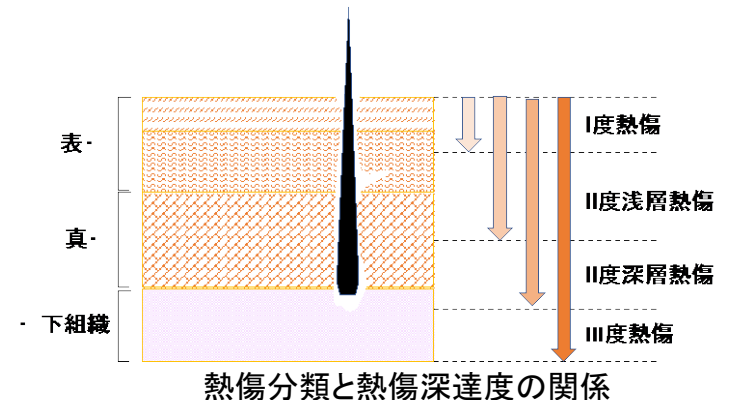 表-
真-
- 下組織
I度熱傷
II度浅層熱傷
II度深層熱傷
III度熱傷
熱傷分類と熱傷深達度の関係